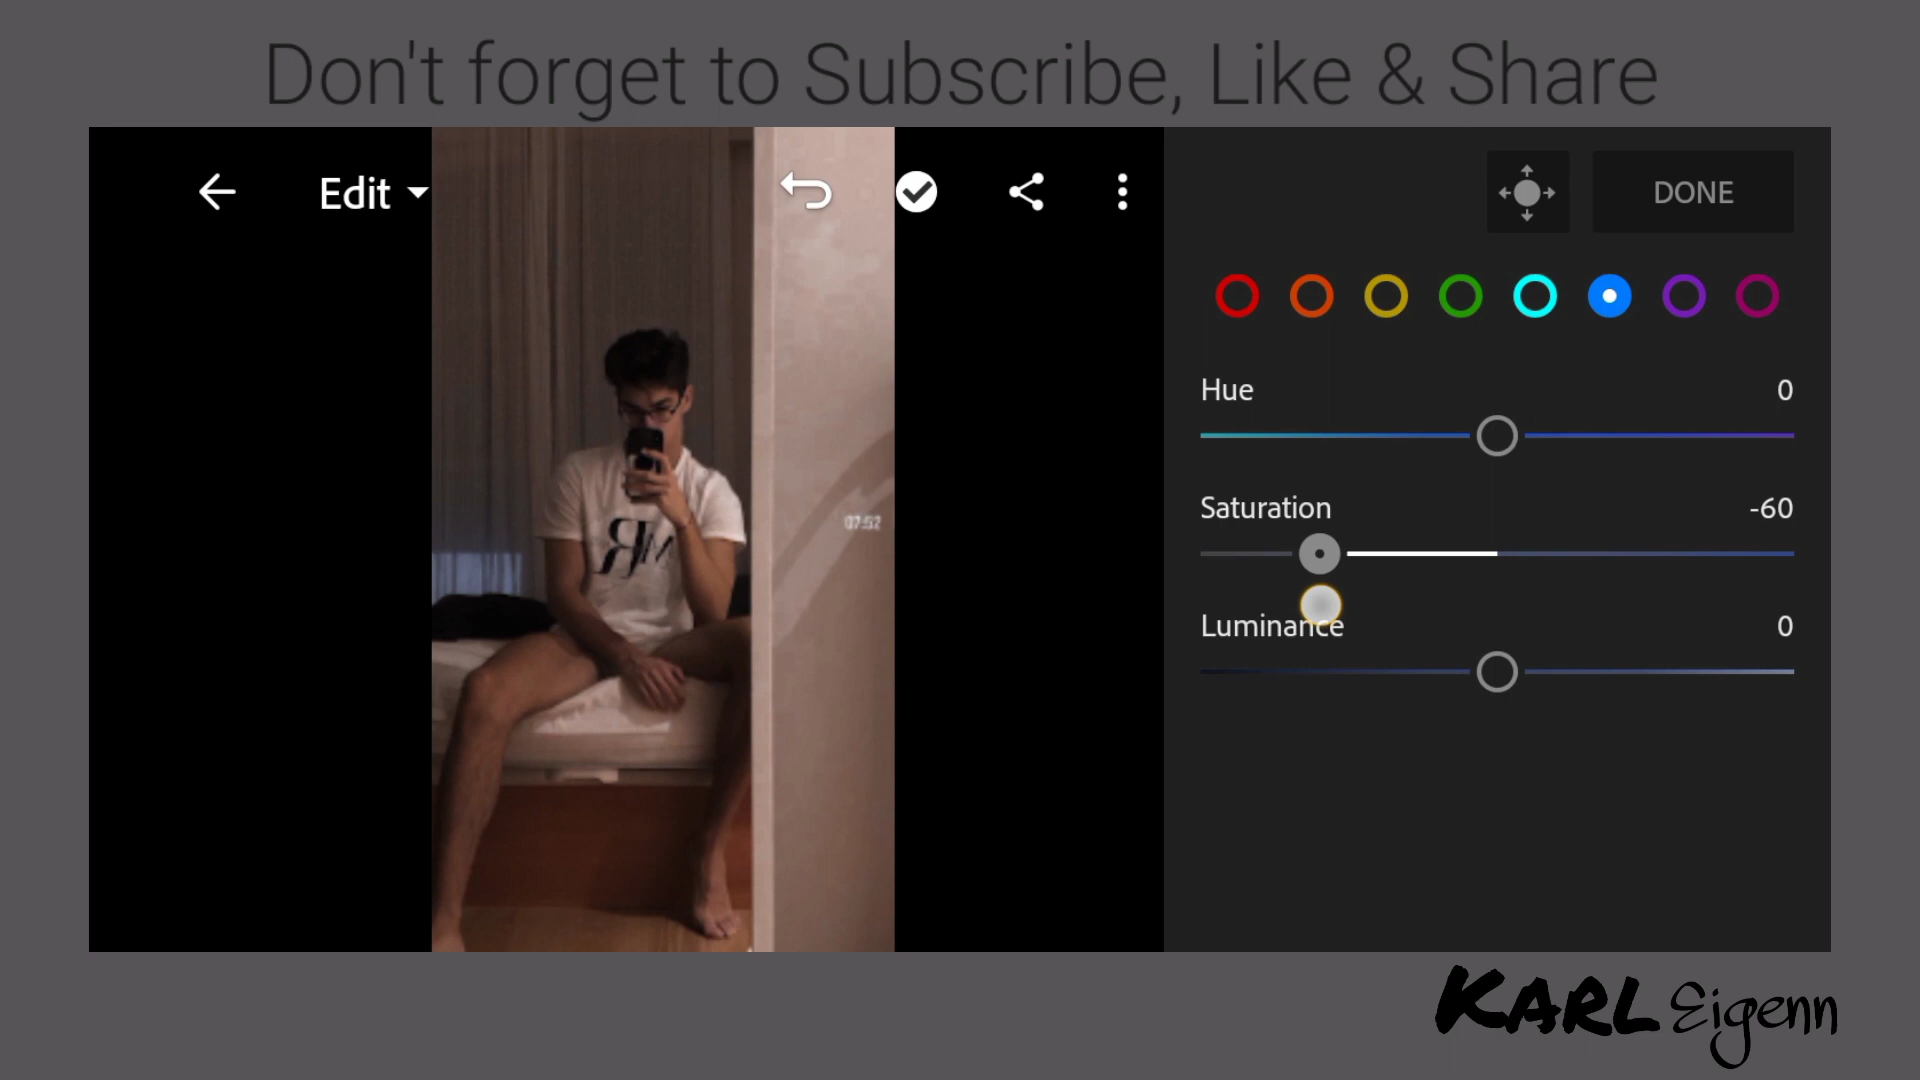 Don't forget to Subscribe, Like & Share
Edit
DONE
Hue 0
Saturation -60
Luminance 0
07:52
KARL Eigenn